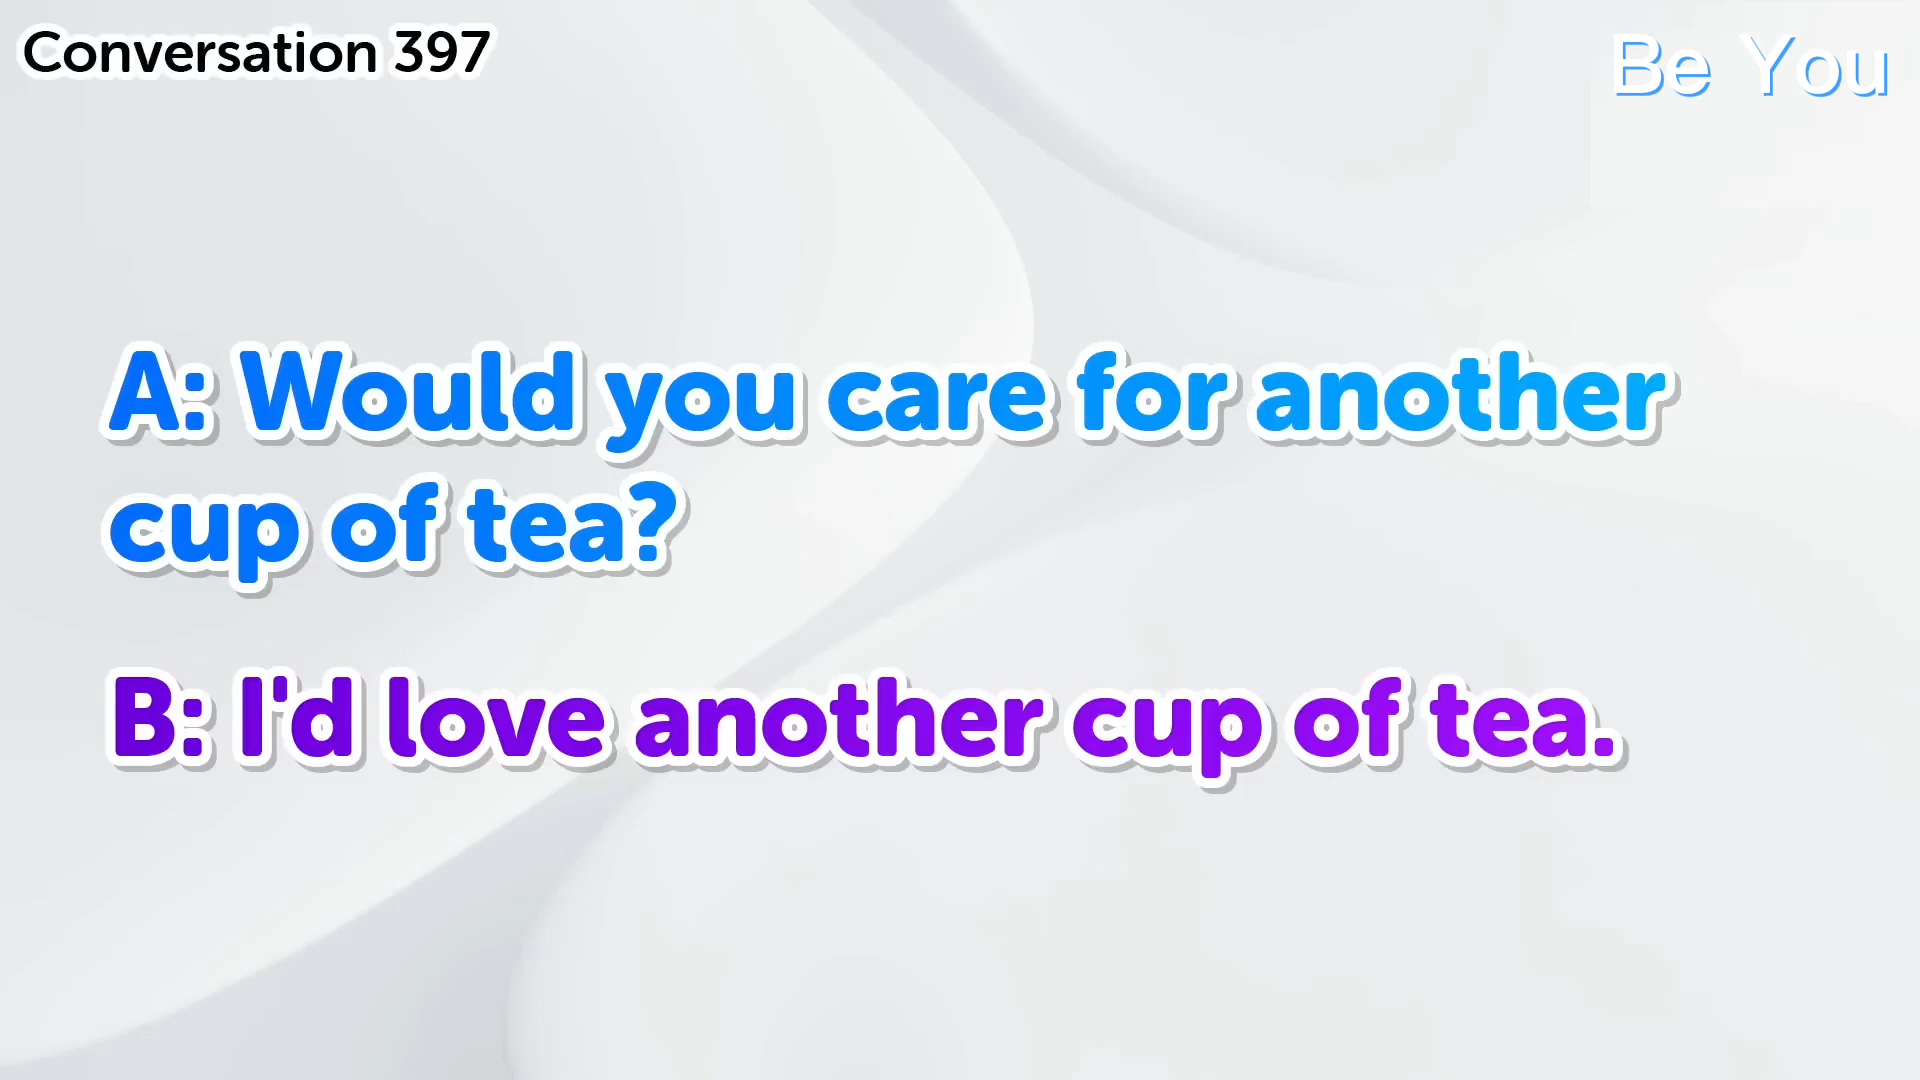 Conversation 397
Be You
A: Would you care for another
cup of tea?
B: I'd love another cup of tea.